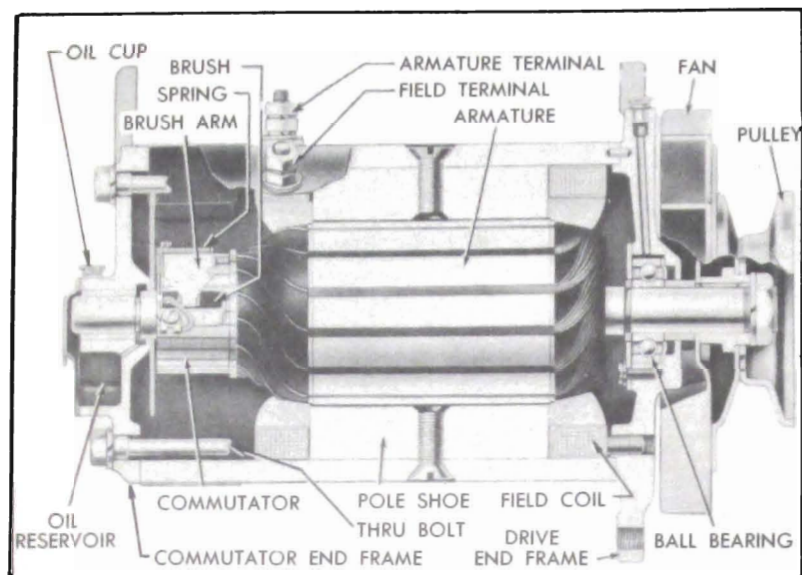 OIL CUP
BRUSH
SPRING
BRUSH ARM
ARMATURE TERMINAL
FIELD TERMINAL
ARMATURE
FAN
PULLEY
OIL
RESERVOIR
COMMUTATOR
COMMUTATOR END FRAME
THRU BOLT
POLE SHOE
FIELD COIL
DRIVE
END FRAME
BALL BEARING